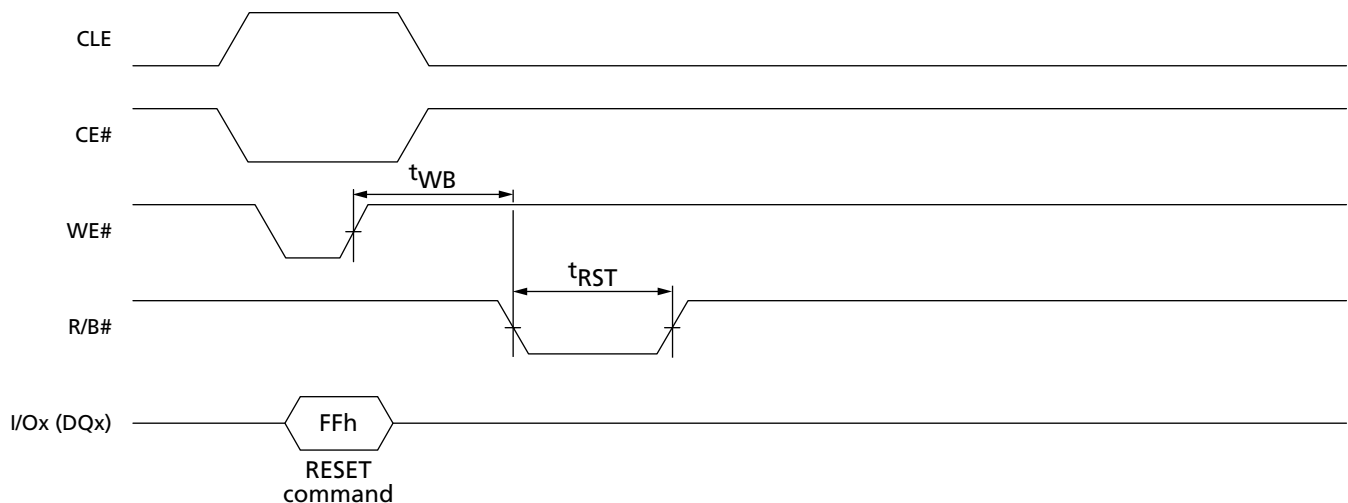 CLE
CE#
tWB
WE#
tRST
R/B#
I/Ox (DQx)
FFh
RESET
command